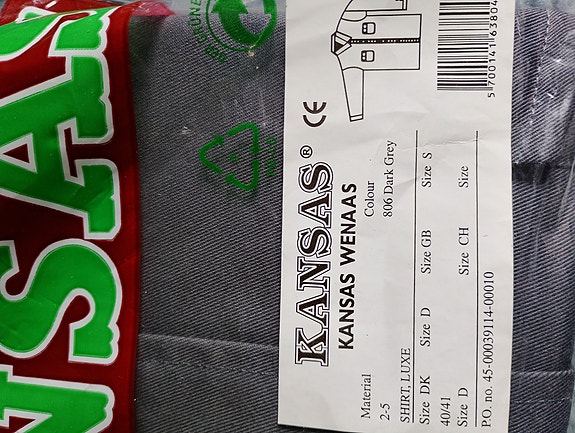 NSAS
KANSAS®
CE
KANSAS WENAAS
Material
Colour
2-5
806 Dark Grey
SHIRT, LUXE
Size DK Size D Size GB Size S
40/41
Size D Size CH Size
P.O. no. 45-00039114-00010